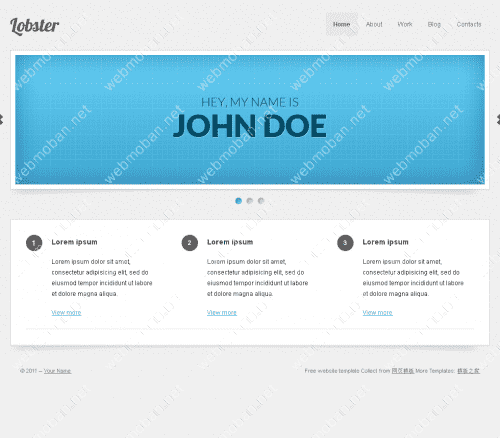 Lobster
Home About Work Blog Contacts
HEY, MY NAME IS
JOHN DOE
1 Lorem ipsum
Lorem ipsum dolor sit amet,
consectetur adipisicing elit, sed do
eiusmod tempor incididunt ut labore
et dolore magna aliqua.
View more
2 Lorem ipsum
Lorem ipsum dolor sit amet,
consectetur adipisicing elit, sed do
eiusmod tempor incididunt ut labore
et dolore magna aliqua.
View more
3 Lorem ipsum
Lorem ipsum dolor sit amet,
consectetur adipisicing elit, sed do
eiusmod tempor incididunt ut labore
et dolore magna aliqua.
View more
© 2011 – Your Name
Free website template Collect from 网页模板 More Templates: 模板之家
webmoban.net
webmoban.net
webmoban.net
webmoban.net
webmoban.net
webmoban.net